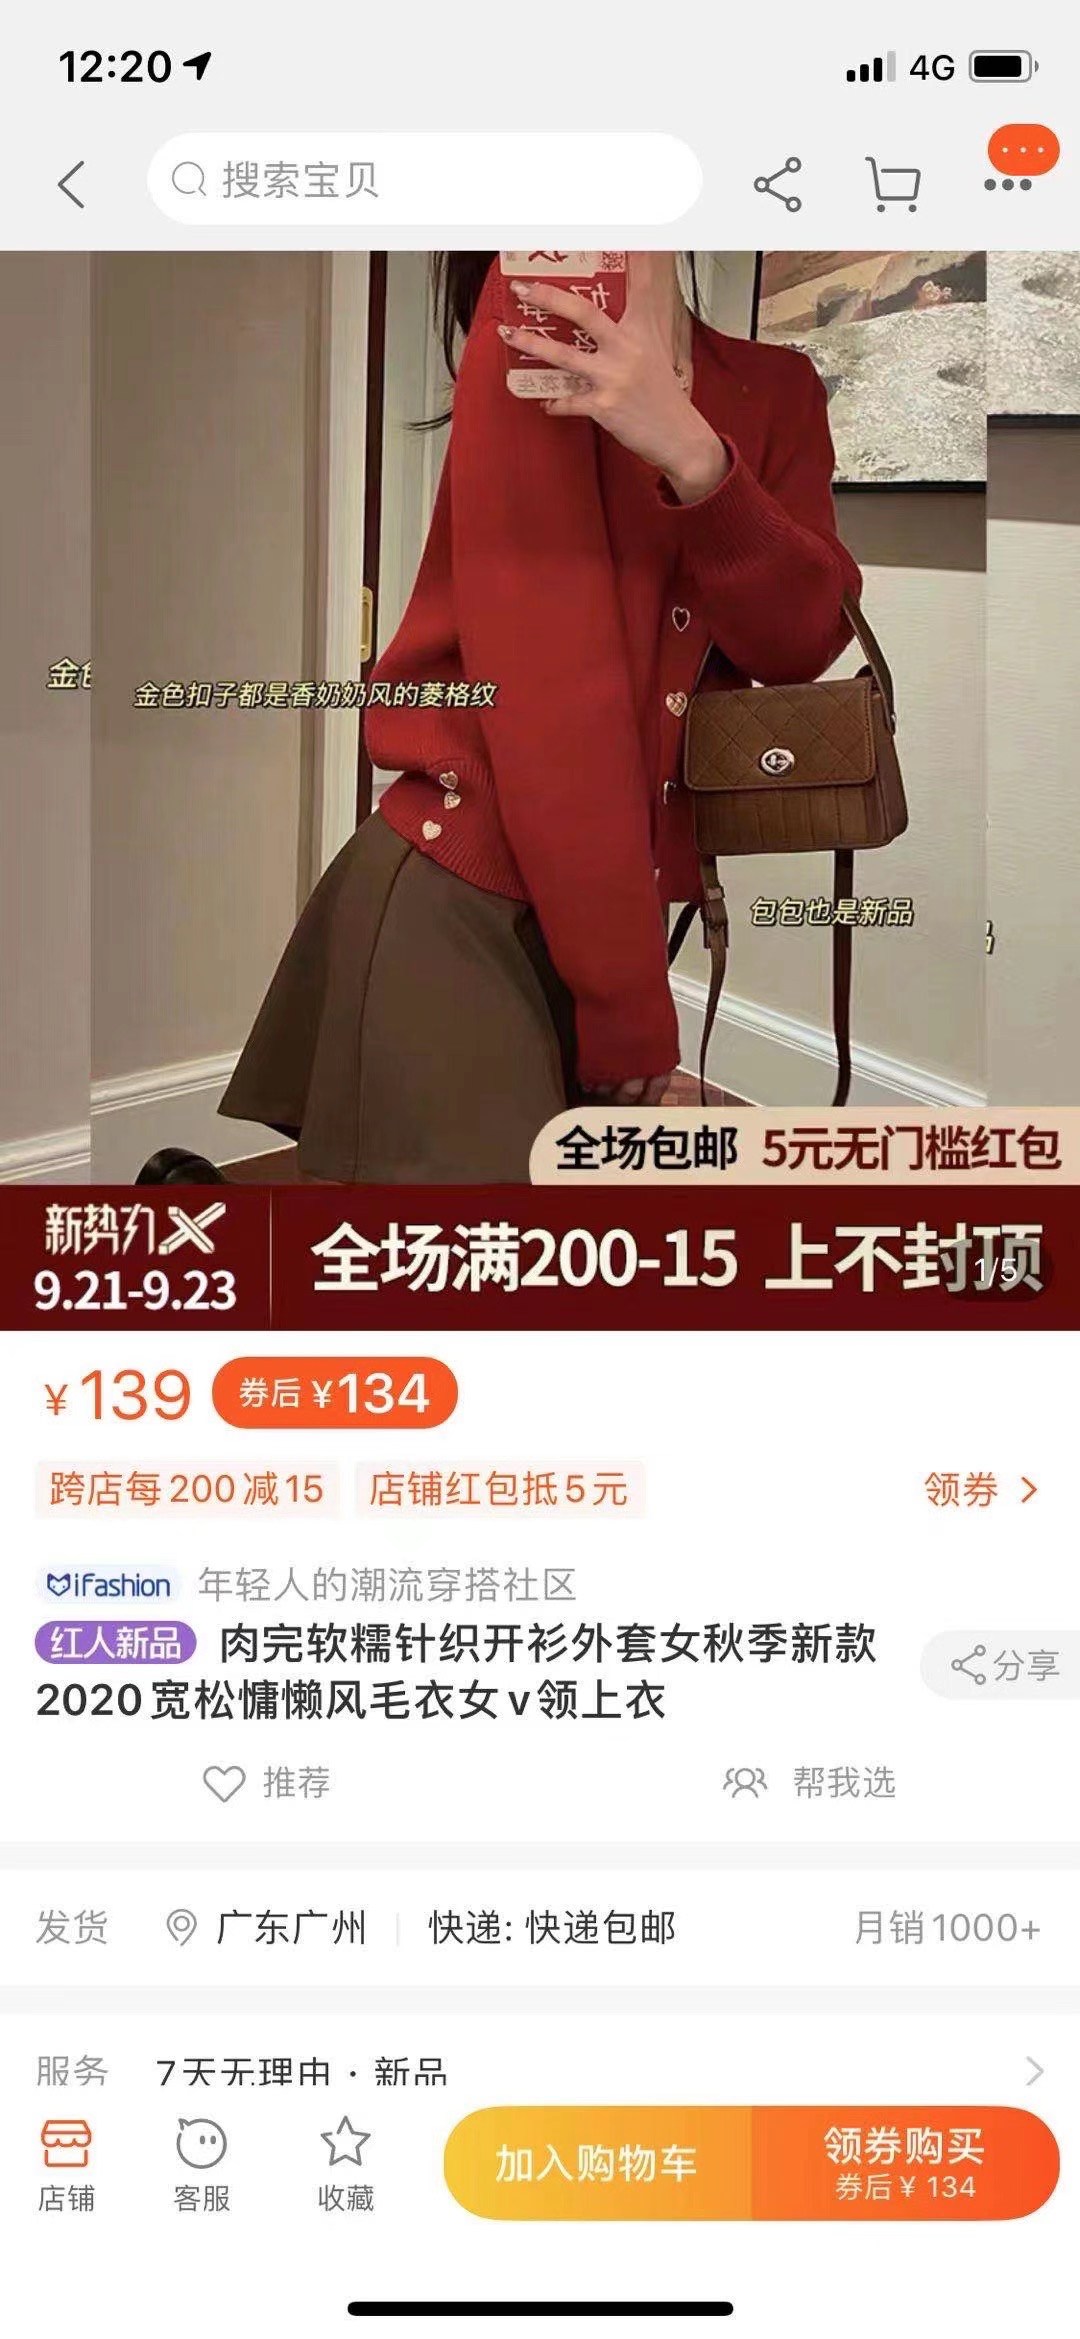 12:20
4G
搜索宝贝
金色
金色扣子都是香奶奶风的菱格纹
包包也是新品
全场包邮 5元无门槛红包
新势力
9.21-9.23
全场满200-15 上不封顶
1/5
¥139 券后¥134
跨店每200减15 店铺红包抵5元 领券
iFashion 年轻人的潮流穿搭社区
红人新品 肉完软糯针织开衫外套女秋季新款
2020宽松慵懒风毛衣女v领上衣
分享
推荐 帮我选
发货 广东广州 快递: 快递包邮 月销1000+
服务 7天无理由 · 新品
店铺 客服 收藏
加入购物车
领券购买
券后¥ 134